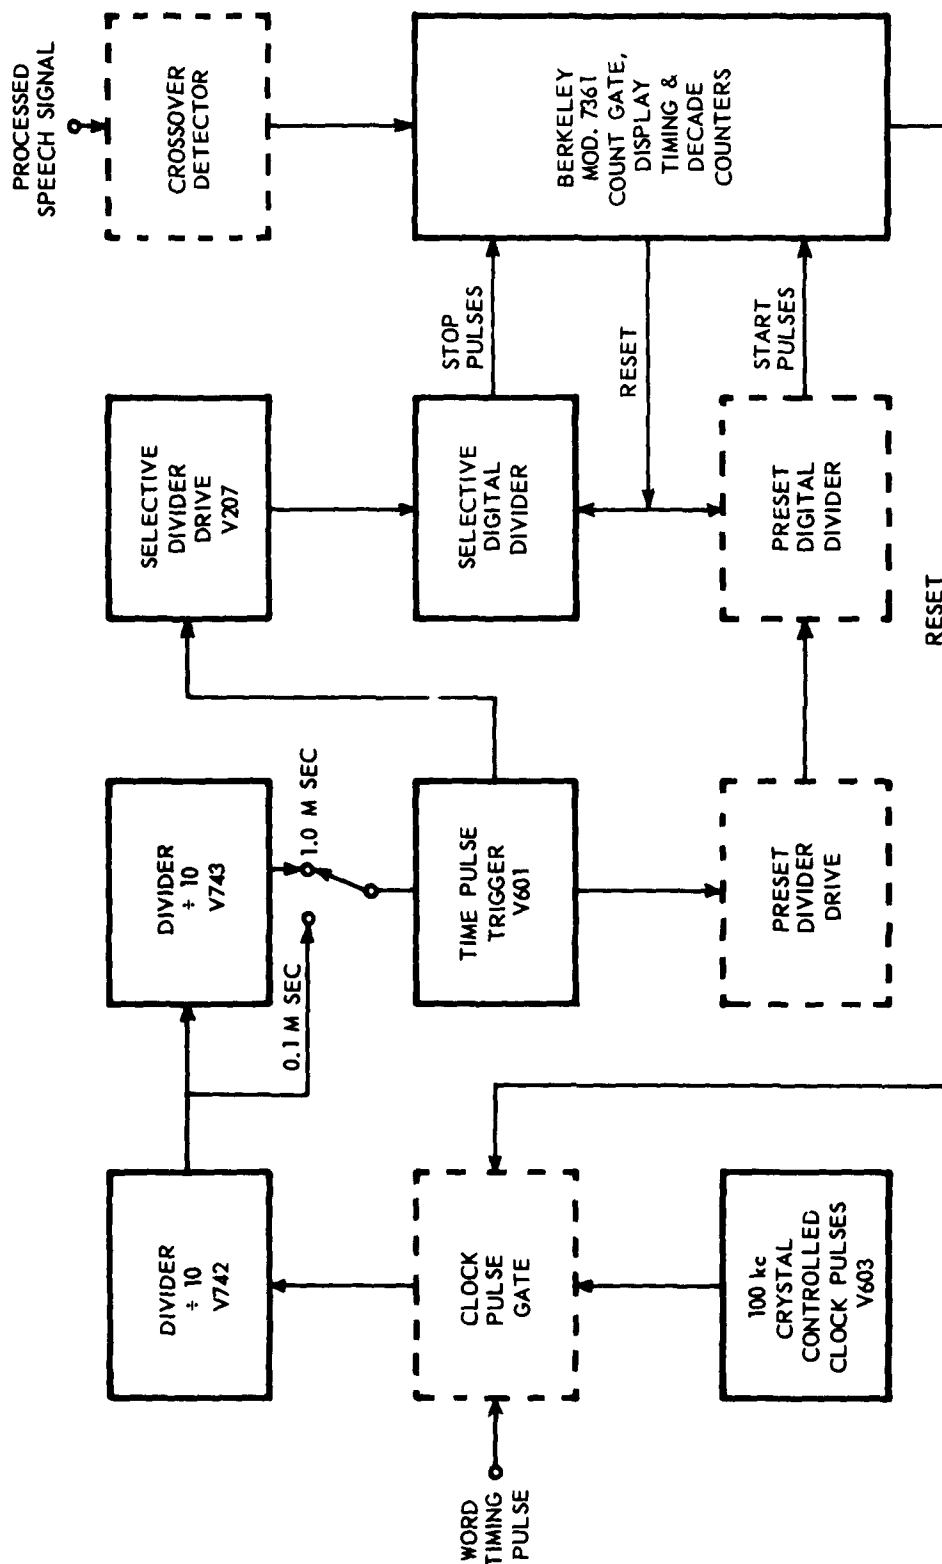 PROCESSED
SPEECH SIGNAL
CROSSOVER
DETECTOR
BERKELEY
MOD. 7361
COUNT GATE,
DISPLAY
TIMING &
DECADE
COUNTERS
STOP
PULSES
RESET
START
PULSES
SELECTIVE
DIVIDER
DRIVE
V207
SELECTIVE
DIGITAL
DIVIDER
PRESET
DIGITAL
DIVIDER
RESET
DIVIDER
÷ 10
V743
1.0 M SEC
0.1 M SEC
TIME PULSE
TRIGGER
V601
PRESET
DIVIDER
DRIVE
DIVIDER
÷ 10
V742
CLOCK
PULSE
GATE
100 kc
CRYSTAL
CONTROLLED
CLOCK PULSES
V603
WORD
TIMING
PULSE